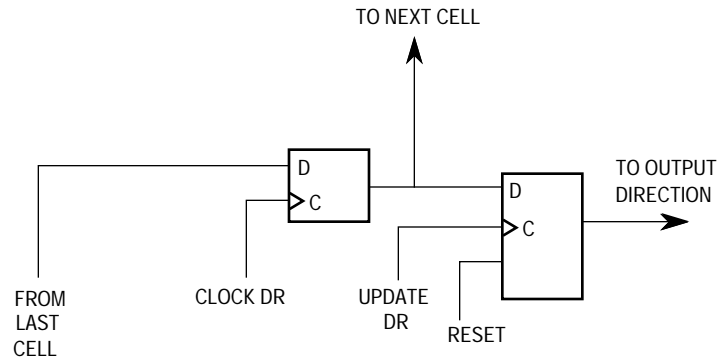 TO NEXT CELL
D
C
D
C
TO OUTPUT
DIRECTION
FROM
LAST
CELL
CLOCK DR
UPDATE
DR
RESET